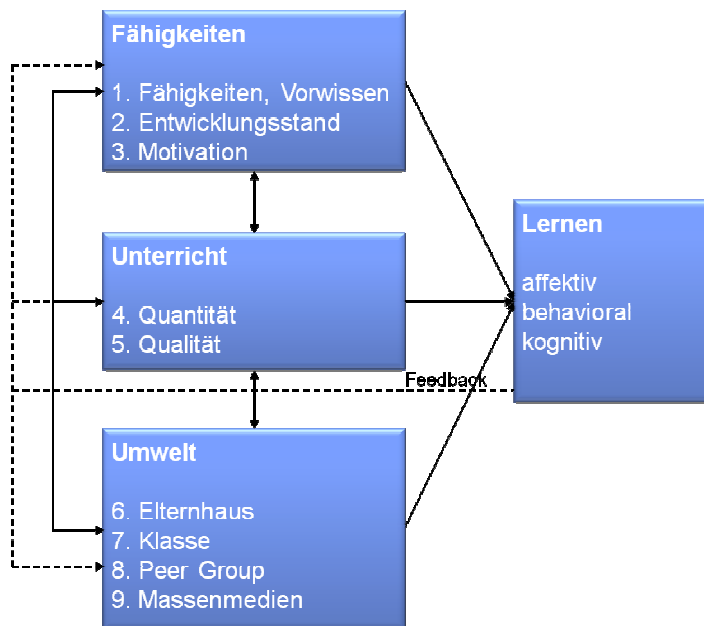 Fähigkeiten
1. Fähigkeiten, Vorwissen
2. Entwicklungsstand
3. Motivation
Unterricht
4. Quantität
5. Qualität
Umwelt
6. Elternhaus
7. Klasse
8. Peer Group
9. Massenmedien
Lernen
affektiv
behavioral
kognitiv
Feedback